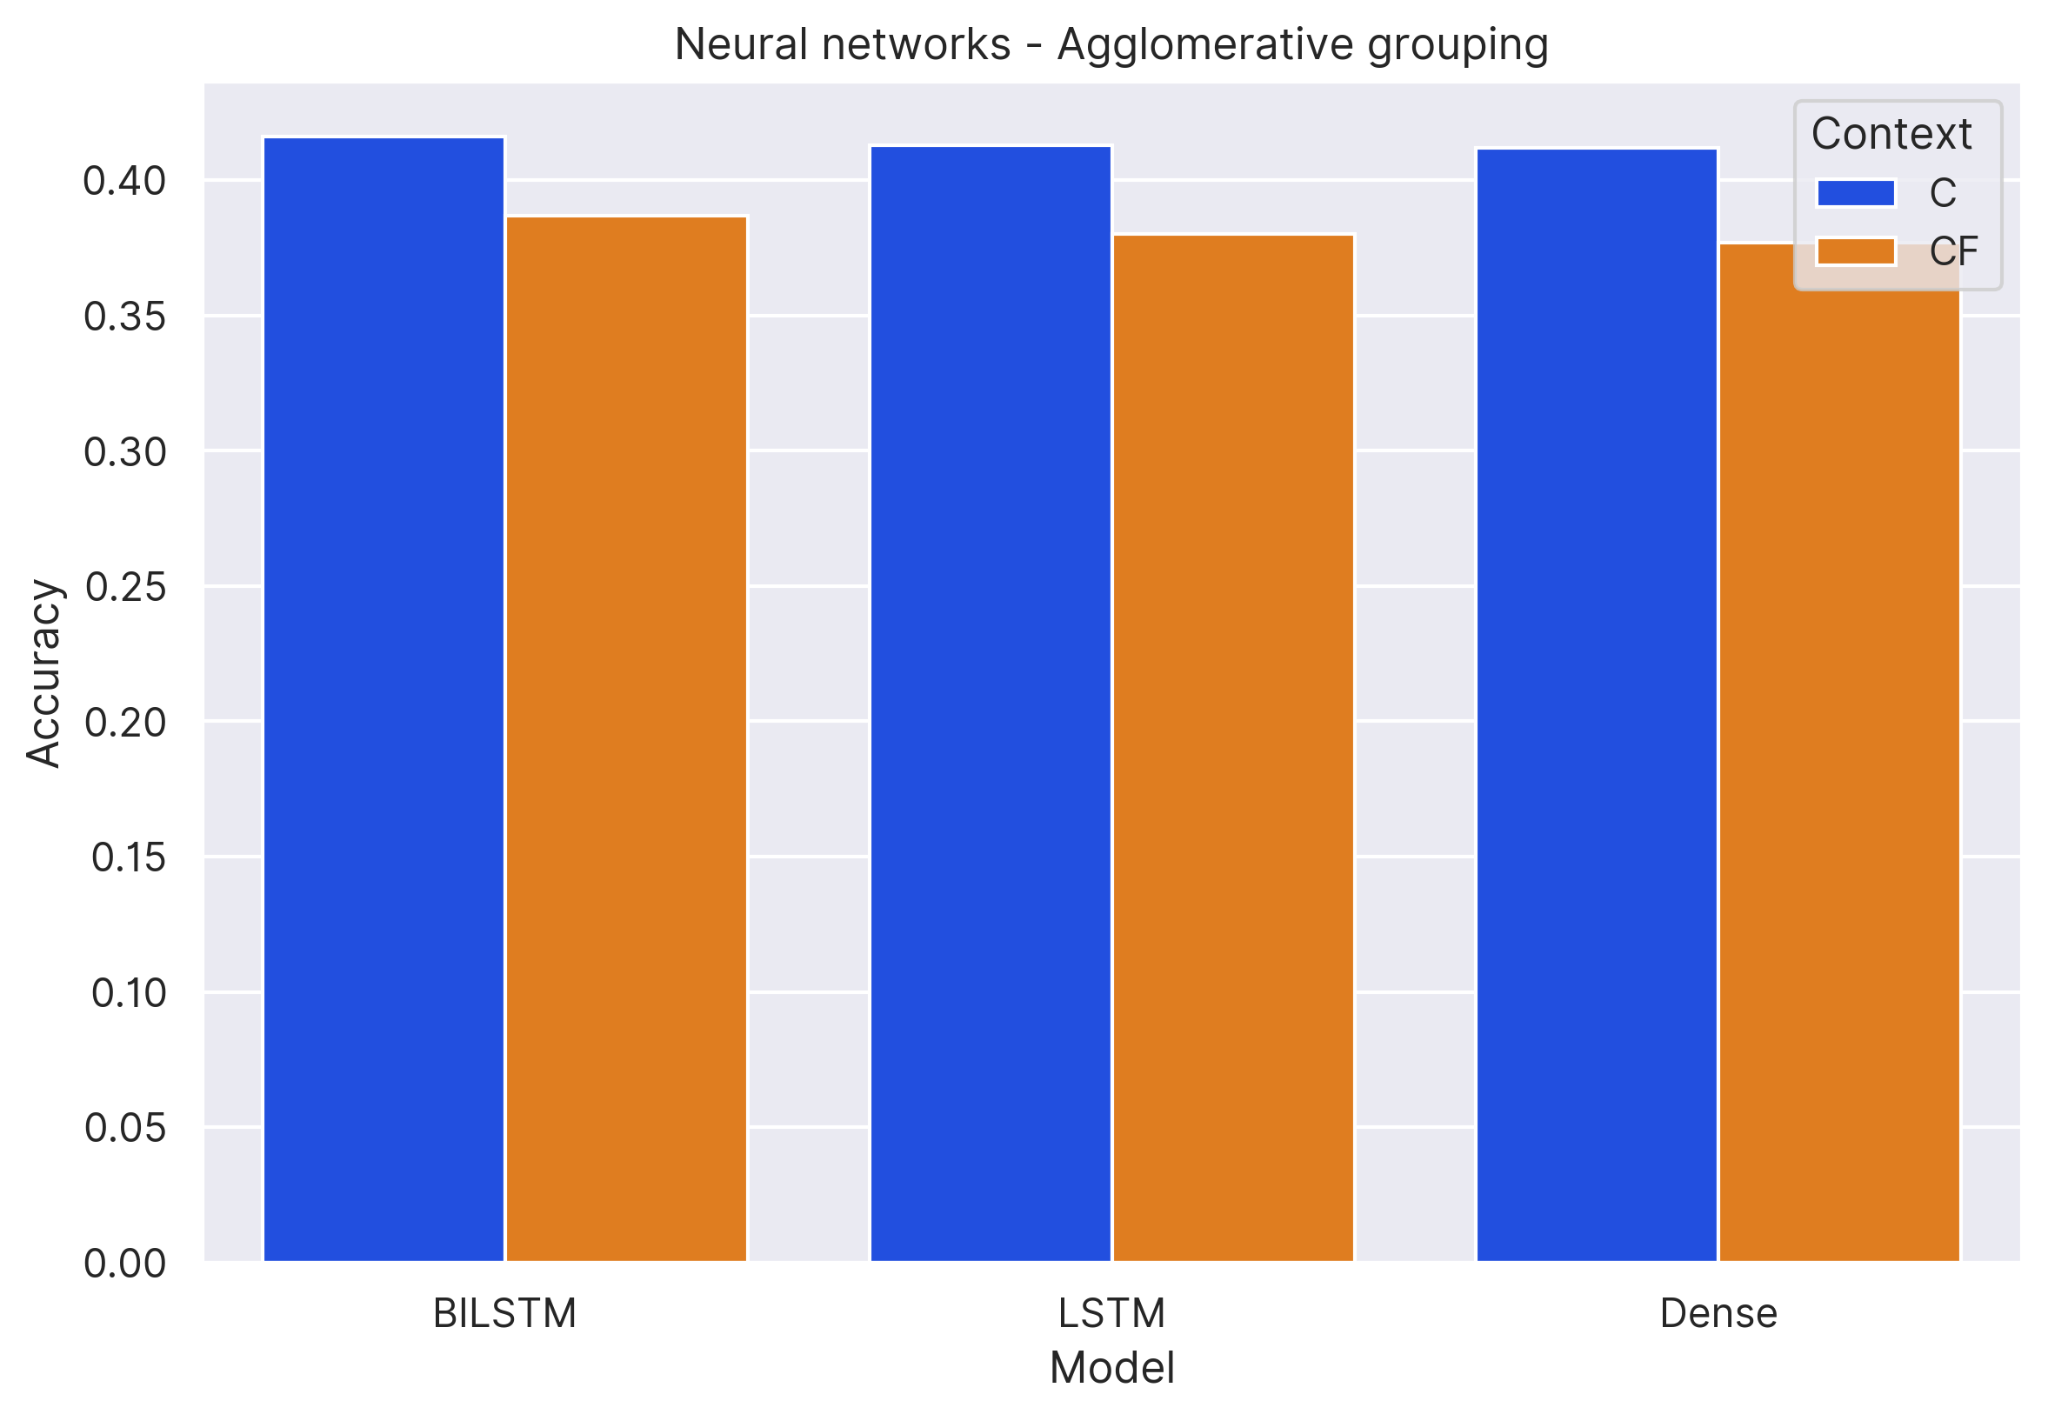 Neural networks - Agglomerative grouping
Context
C
CF
0.40
0.35
0.30
0.25
0.20
0.15
0.10
0.05
0.00
Accuracy
BILSTM
LSTM
Dense
Model